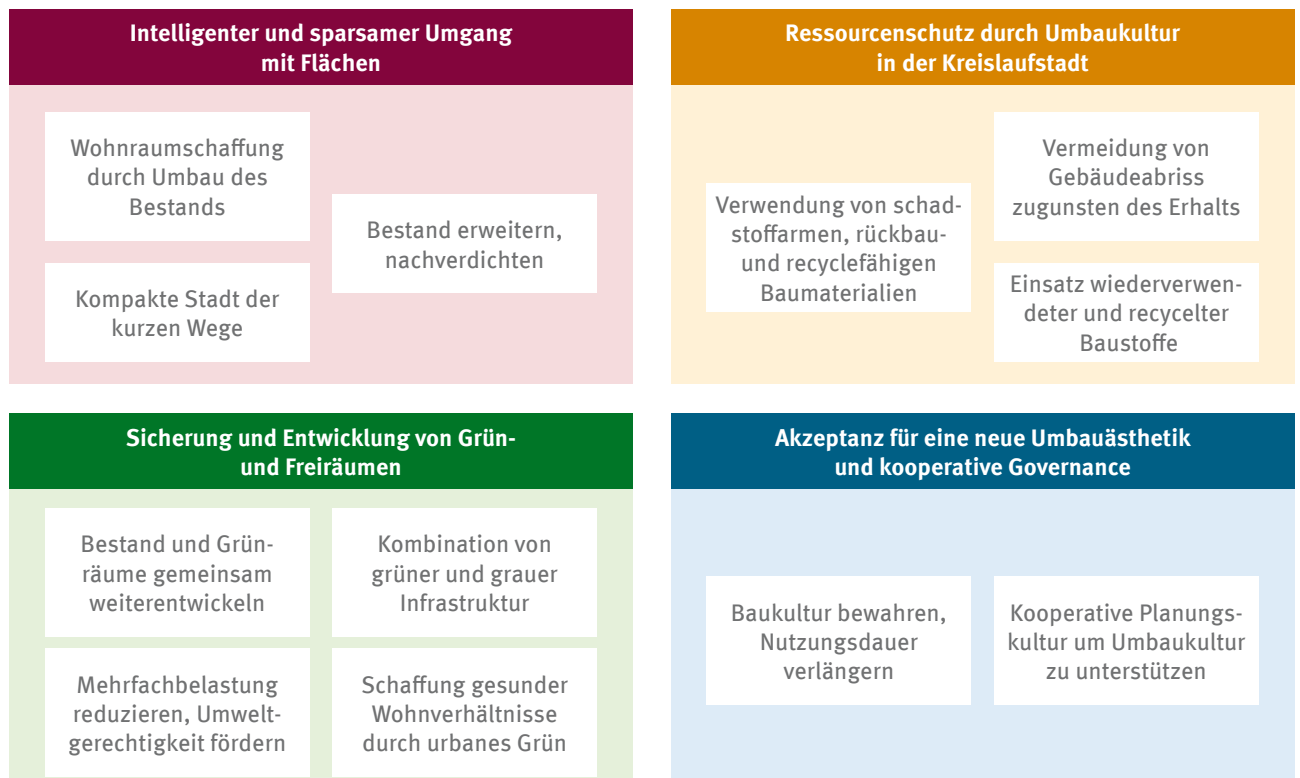 Intelligenter und sparsamer Umgang
mit Flächen
Wohnraumschaffung
durch Umbau des
Bestands
Kompakte Stadt der
kurzen Wege
Bestand erweitern,
nachverdichten
Ressourcenschutz durch Umbaukultur
in der Kreislaufstadt
Verwendung von schad-
stoffarmen, rückbau-
und recyclefähigen
Baumaterialien
Vermeidung von
Gebäudeabriss
zugunsten des Erhalts
Einsatz wiederverwen-
deter und recycelter
Baustoffe
Sicherung und Entwicklung von Grün-
und Freiräumen
Bestand und Grün-
räume gemeinsam
weiterentwickeln
Kombination von
grüner und grauer
Infrastruktur
Mehrfachbelastung
reduzieren, Umwelt-
gerechtigkeit fördern
Schaffung gesunder
Wohnverhältnisse
durch urbanes Grün
Akzeptanz für eine neue Umbauästhetik
und kooperative Governance
Baukultur bewahren,
Nutzungsdauer
verlängern
Kooperative Planungs-
kultur um Umbaukultur
zu unterstützen